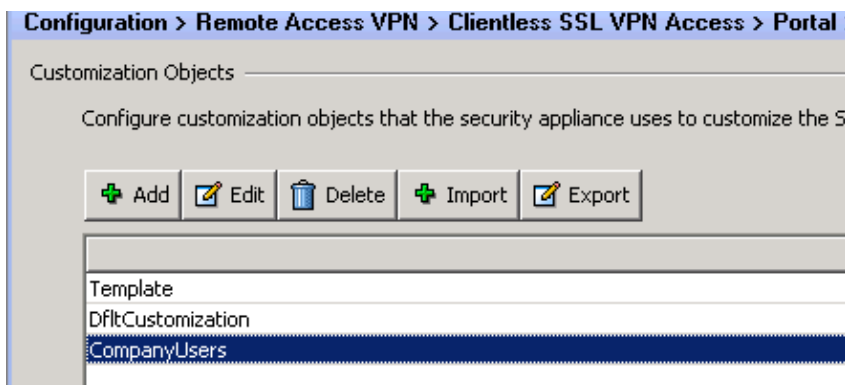 Configuration > Remote Access VPN > Clientless SSL VPN Access > Portal
Customization Objects
Configure customization objects that the security appliance uses to customize the S
Add Edit Delete Import Export
Template
DfltCustomization
CompanyUsers